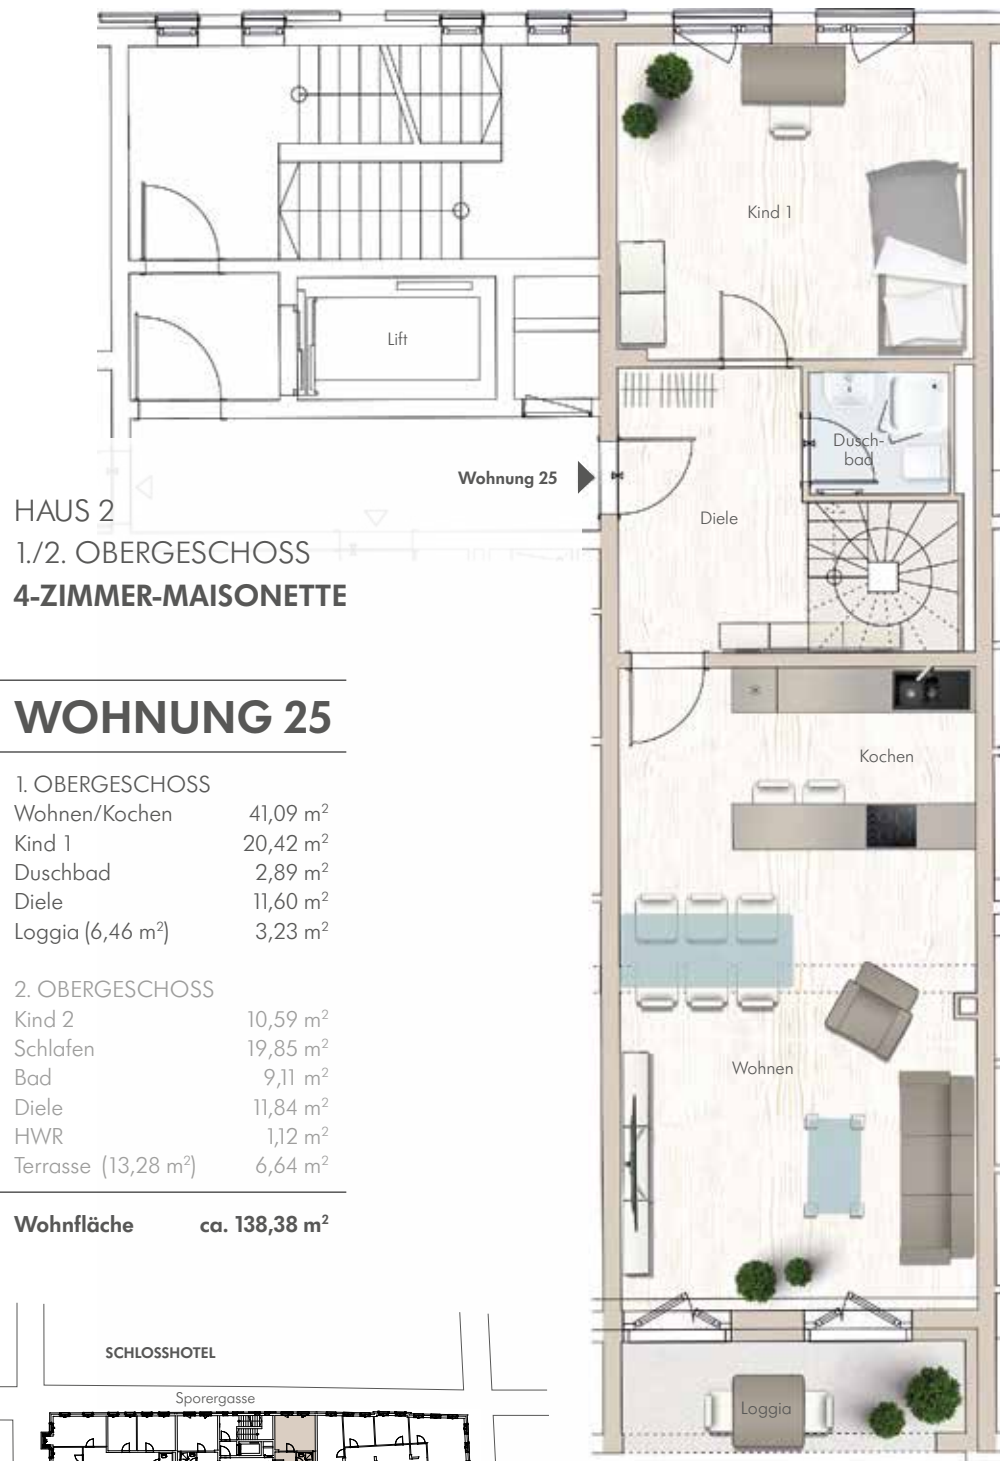 Kind 1
Lift
Dusch-
bad
Wohnung 25
Diele
HAUS 2
1./2. OBERGESCHOSS
4-ZIMMER-MAISONETTE
WOHNUNG 25
1. OBERGESCHOSS
Wohnen/Kochen 41,09 m²
Kind 1 20,42 m²
Duschbad 2,89 m²
Diele 11,60 m²
Loggia (6,46 m²) 3,23 m²
2. OBERGESCHOSS
Kind 2 10,59 m²
Schlafen 19,85 m²
Bad 9,11 m²
Diele 11,84 m²
HWR 1,12 m²
Terrasse (13,28 m²) 6,64 m²
Wohnfläche ca. 138,38 m²
Kochen
Wohnen
Loggia
SCHLOSSHOTEL
Sporergasse